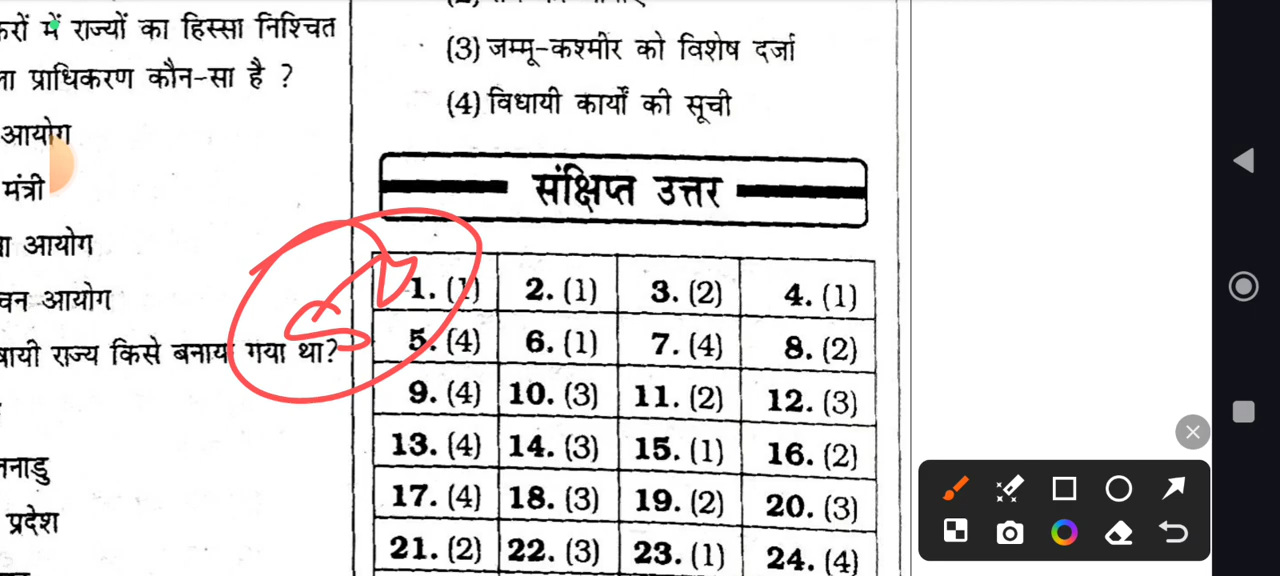 करों में राज्यों का हिस्सा निश्चित
प्राधिकरण कौन-सा है ?
आयोग
मंत्री
आयोग
आयोग
राज्य किसे बनाया गया था?
प्रदेश
(3) जम्मू-कश्मीर को विशेष दर्जा
(4) विधायी कार्यों की सूची
संक्षिप्त उत्तर
1. (1) 2. (1) 3. (2) 4. (1)
5. (4) 6. (1) 7. (4) 8. (2)
9. (4) 10. (3) 11. (2) 12. (3)
13. (4) 14. (3) 15. (1) 16. (2)
17. (4) 18. (3) 19. (2) 20. (3)
21. (2) 22. (3) 23. (1) 24. (4)